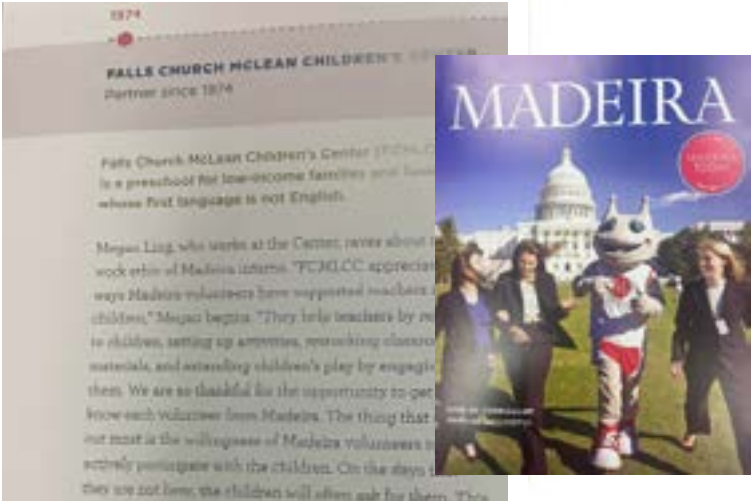 1974
FALLS CHURCH MCLEAN CHILDREN'S CENTER
Partner since 1974
Falls Church McLean Children's Center
is a preschool for low-income families and
whose first language is not English.
Megan Ling, who works at the Center, raves about
work ethic of Madeira interns. "FCMLCC
ways Madeira volunteers have supported teachers
children," Megan begins. "They help teachers by
to children, setting up activities, restocking
materials, and extending children's play by
them. We are so thankful for the opportunity to get
know each volunteer from Madeira. The thing that
out most is the willingness of Madeira volunteers
actively participate with the children. On the days
they are not here, the children will often ask for them.
MADEIRA